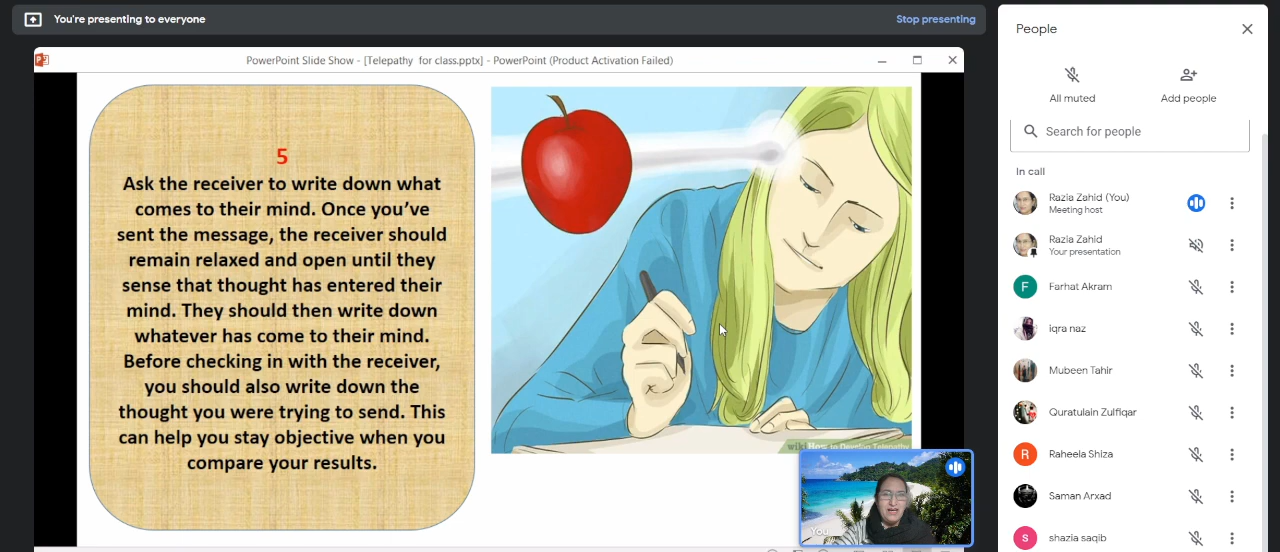 You're presenting to everyone
Stop presenting
PowerPoint Slide Show - [Telepathy for class.pptx] - PowerPoint (Product Activation Failed)
5
Ask the receiver to write down what
comes to their mind. Once you've
sent the message, the receiver should
remain relaxed and open until they
sense that thought has entered their
mind. They should then write down
whatever has come to their mind.
Before checking in with the receiver,
you should also write down the
thought you were trying to send. This
can help you stay objective when you
compare your results.
wikiHow to Develop Telepathy
You
People
All muted
Add people
Search for people
In call
Razia Zahid (You)
Meeting host
Razia Zahid
Your presentation
F Farhat Akram
iqra naz
Mubeen Tahir
Quratulain Zulfiqar
R Raheela Shiza
Saman Arxad
S shazia saqib